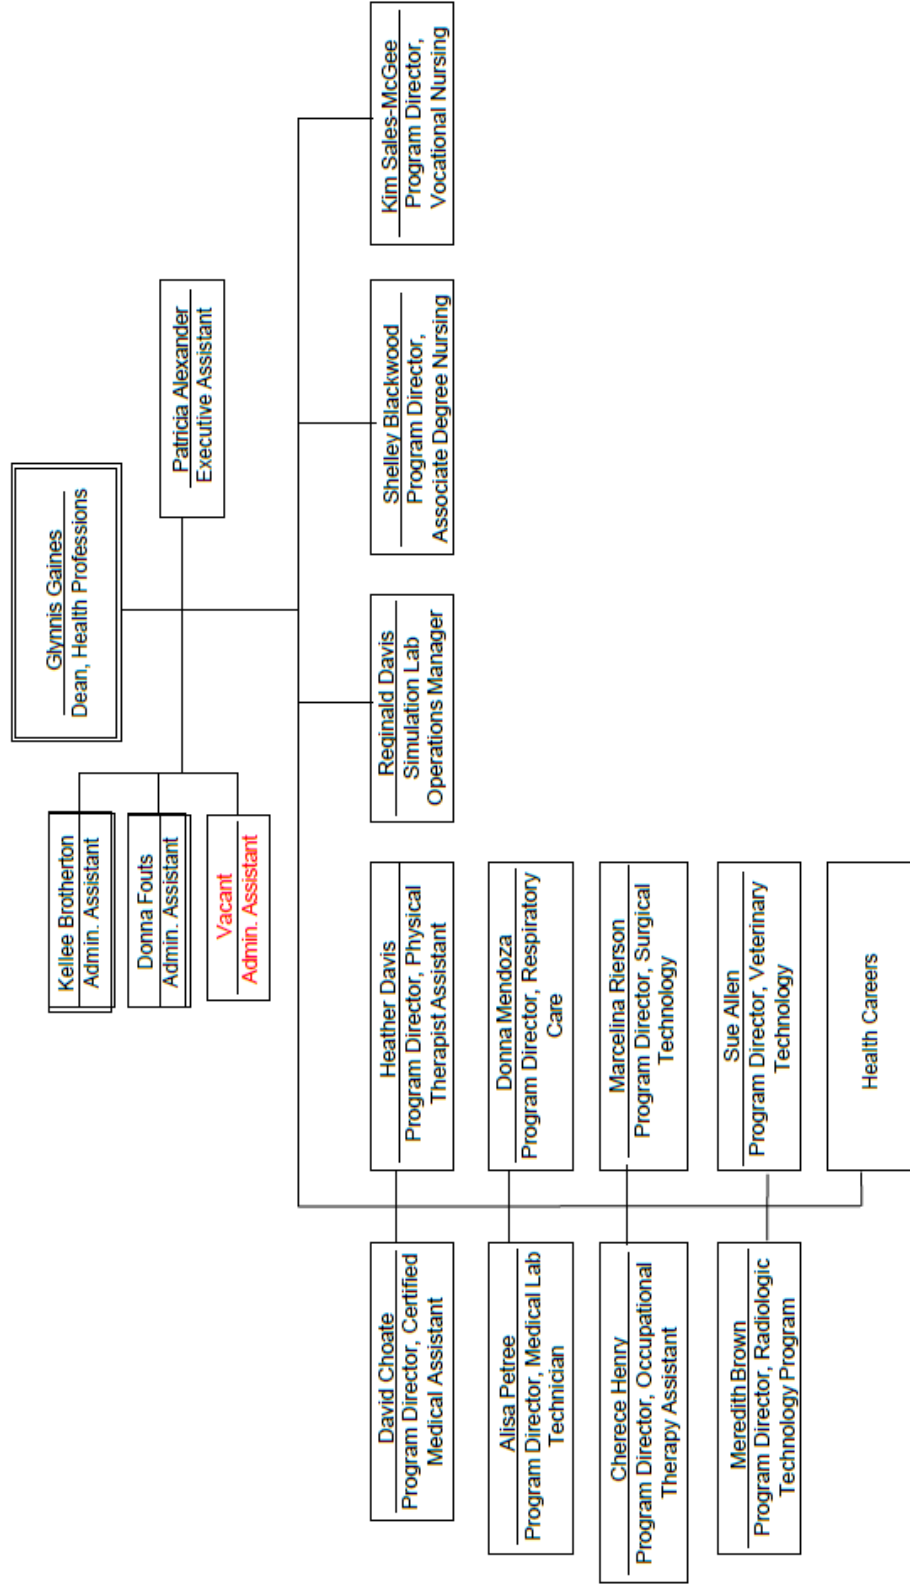 Glynnis Gaines
Dean, Health Professions
Kellee Brotherton
Admin. Assistant
Donna Fouts
Admin. Assistant
Vacant
Admin. Assistant
Patricia Alexander
Executive Assistant
David Choate
Program Director, Certified
Medical Assistant
Heather Davis
Program Director, Physical
Therapist Assistant
Reginald Davis
Simulation Lab
Operations Manager
Shelley Blackwood
Program Director,
Associate Degree Nursing
Kim Sales-McGee
Program Director,
Vocational Nursing
Alisa Petree
Program Director, Medical Lab
Technician
Donna Mendoza
Program Director, Respiratory
Care
Cherece Henry
Program Director, Occupational
Therapy Assistant
Marcelina Rierson
Program Director, Surgical
Technology
Meredith Brown
Program Director, Radiologic
Technology Program
Sue Allen
Program Director, Veterinary
Technology
Health Careers